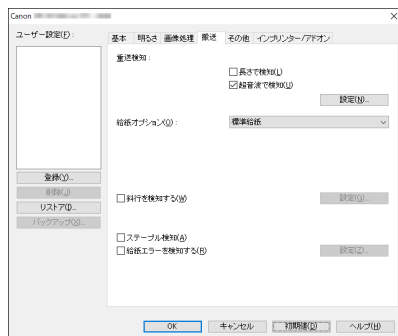 Canon
ユーザー設定(F):
登録(Y)...
削除(J)
リストア(I)...
バックアップ(X)...
基本 明るさ 画像処理 搬送 その他 インプリンター/アドオン
重送検知:
長さで検知(L)
超音波で検知(U)
設定(N)...
給紙オプション(O):
標準給紙
斜行を検知する(W)
設定(G)...
ステープル検知(A)
給紙エラーを検知する(R)
設定(Z)...
OK キャンセル 初期値(D) ヘルプ(H)